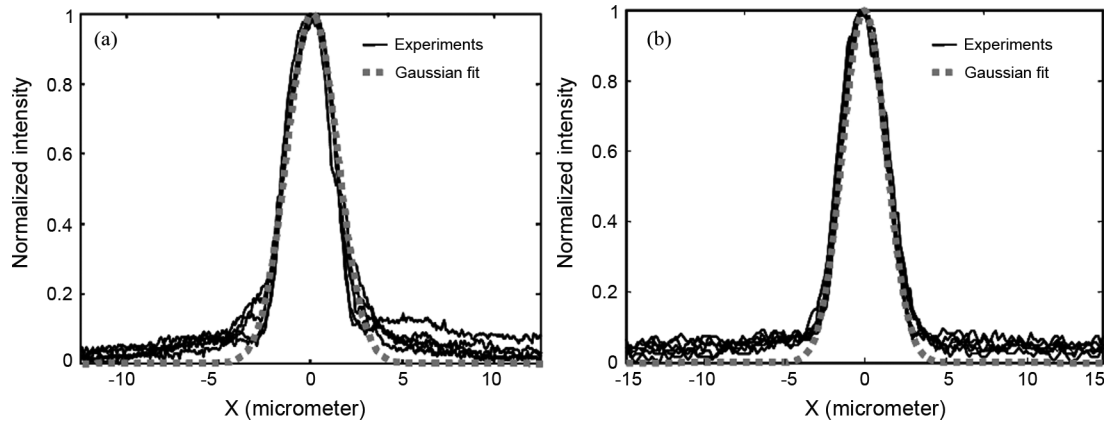 (a)
Experiments
Gaussian fit
Normalized intensity
1
0.8
0.6
0.4
0.2
0
-10
-5
0
5
10
X (micrometer)
(b)
Experiments
Gaussian fit
Normalized intensity
1
0.8
0.6
0.4
0.2
0
-15
-10
-5
0
5
10
15
X (micrometer)